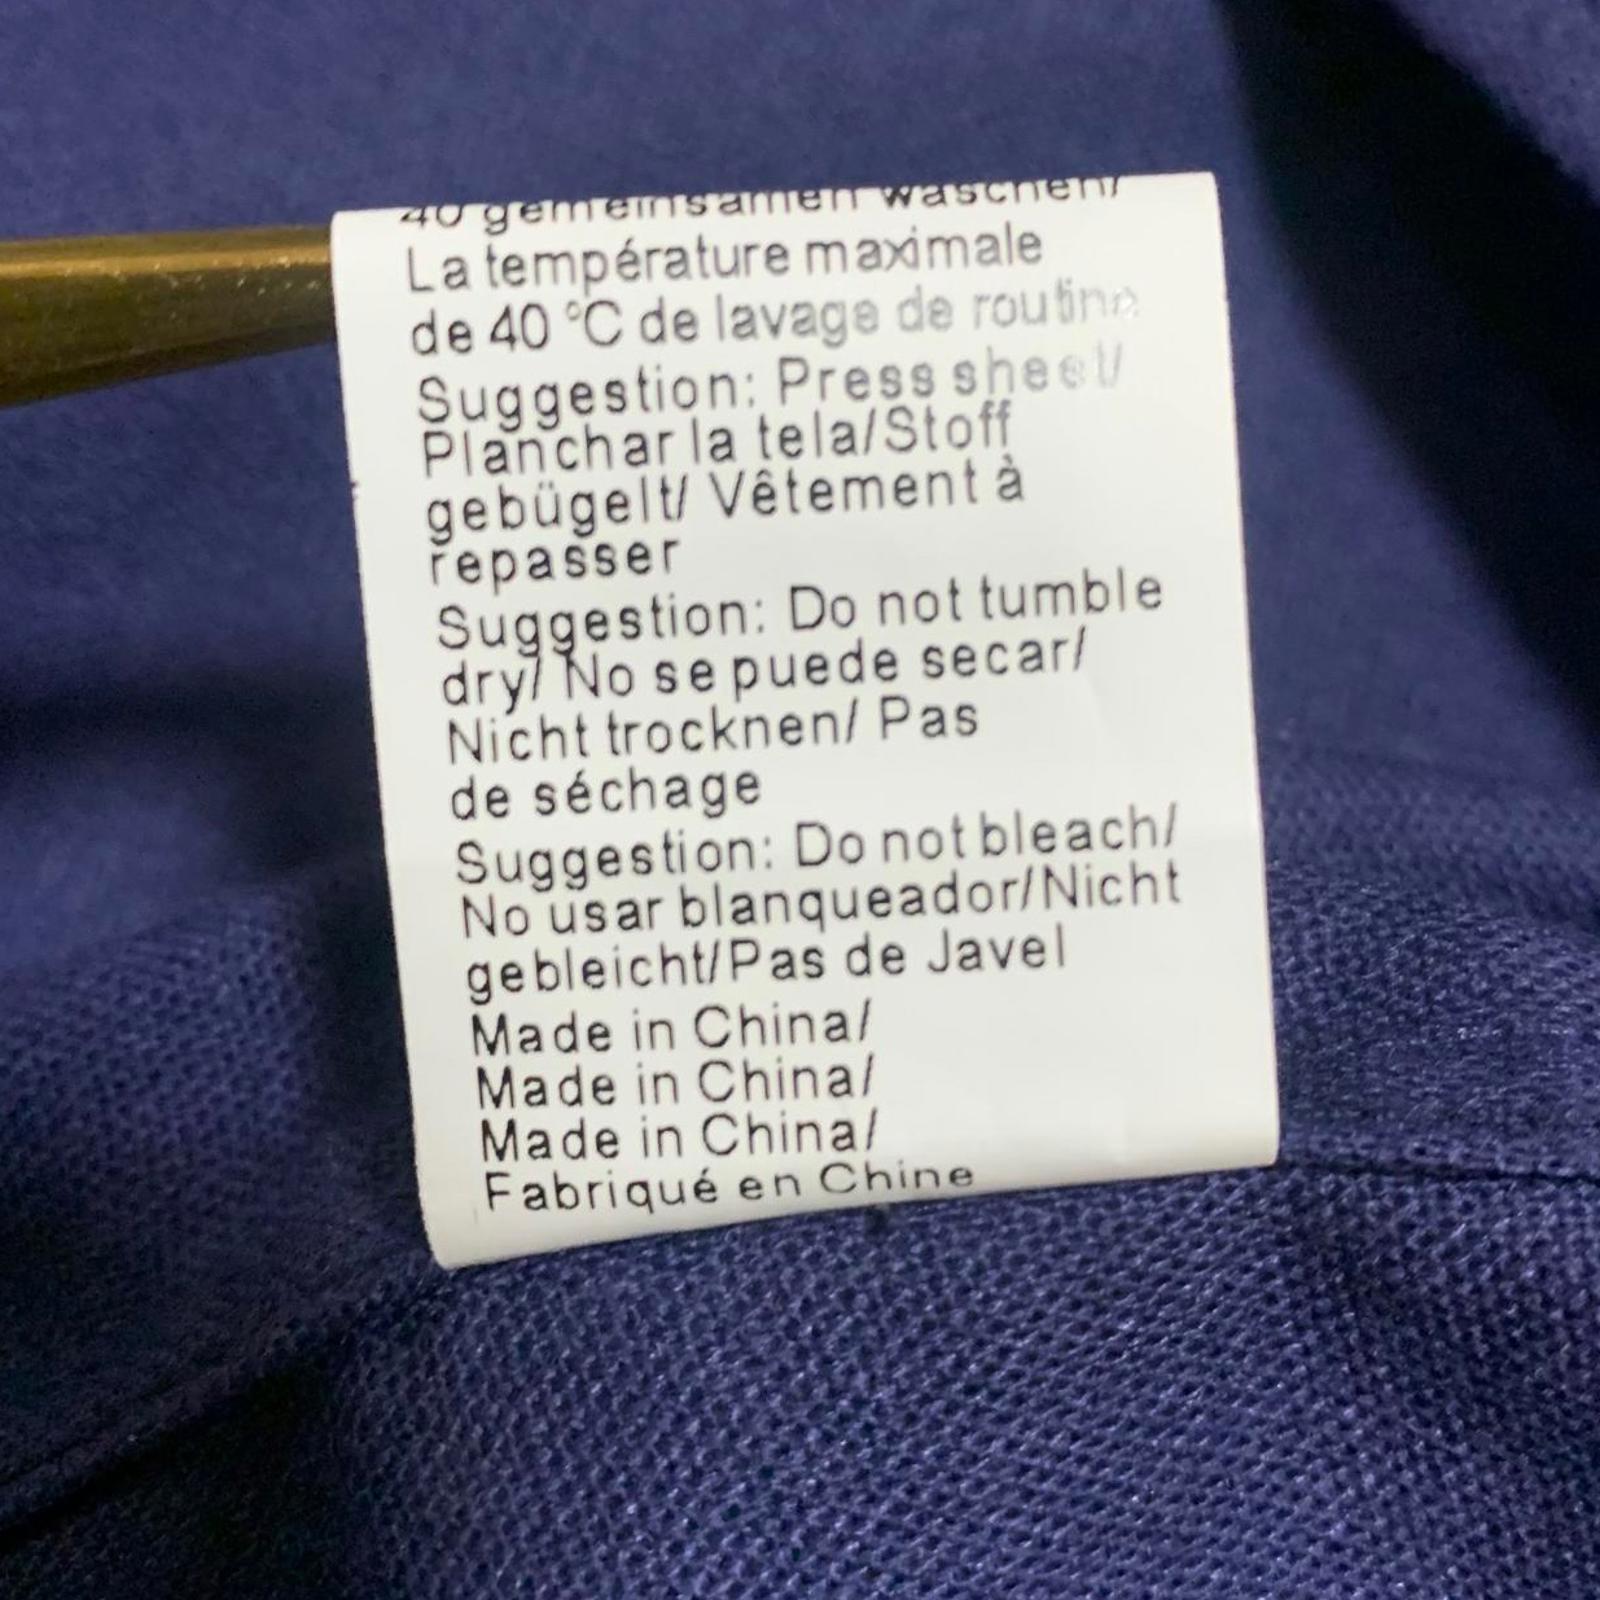 40 gemeinsamen waschen/
La température maximale
de 40 °C de lavage de routine
Suggestion: Press sheet/
Planchar la tela/Stoff
gebügelt/ Vêtement à
repasser
Suggestion: Do not tumble
dry/ No se puede secar/
Nicht trocknen/ Pas
de séchage
Suggestion: Do not bleach/
No usar blanqueador/Nicht
gebleicht/Pas de Javel
Made in China/
Made in China/
Made in China/
Fabriqué en Chine